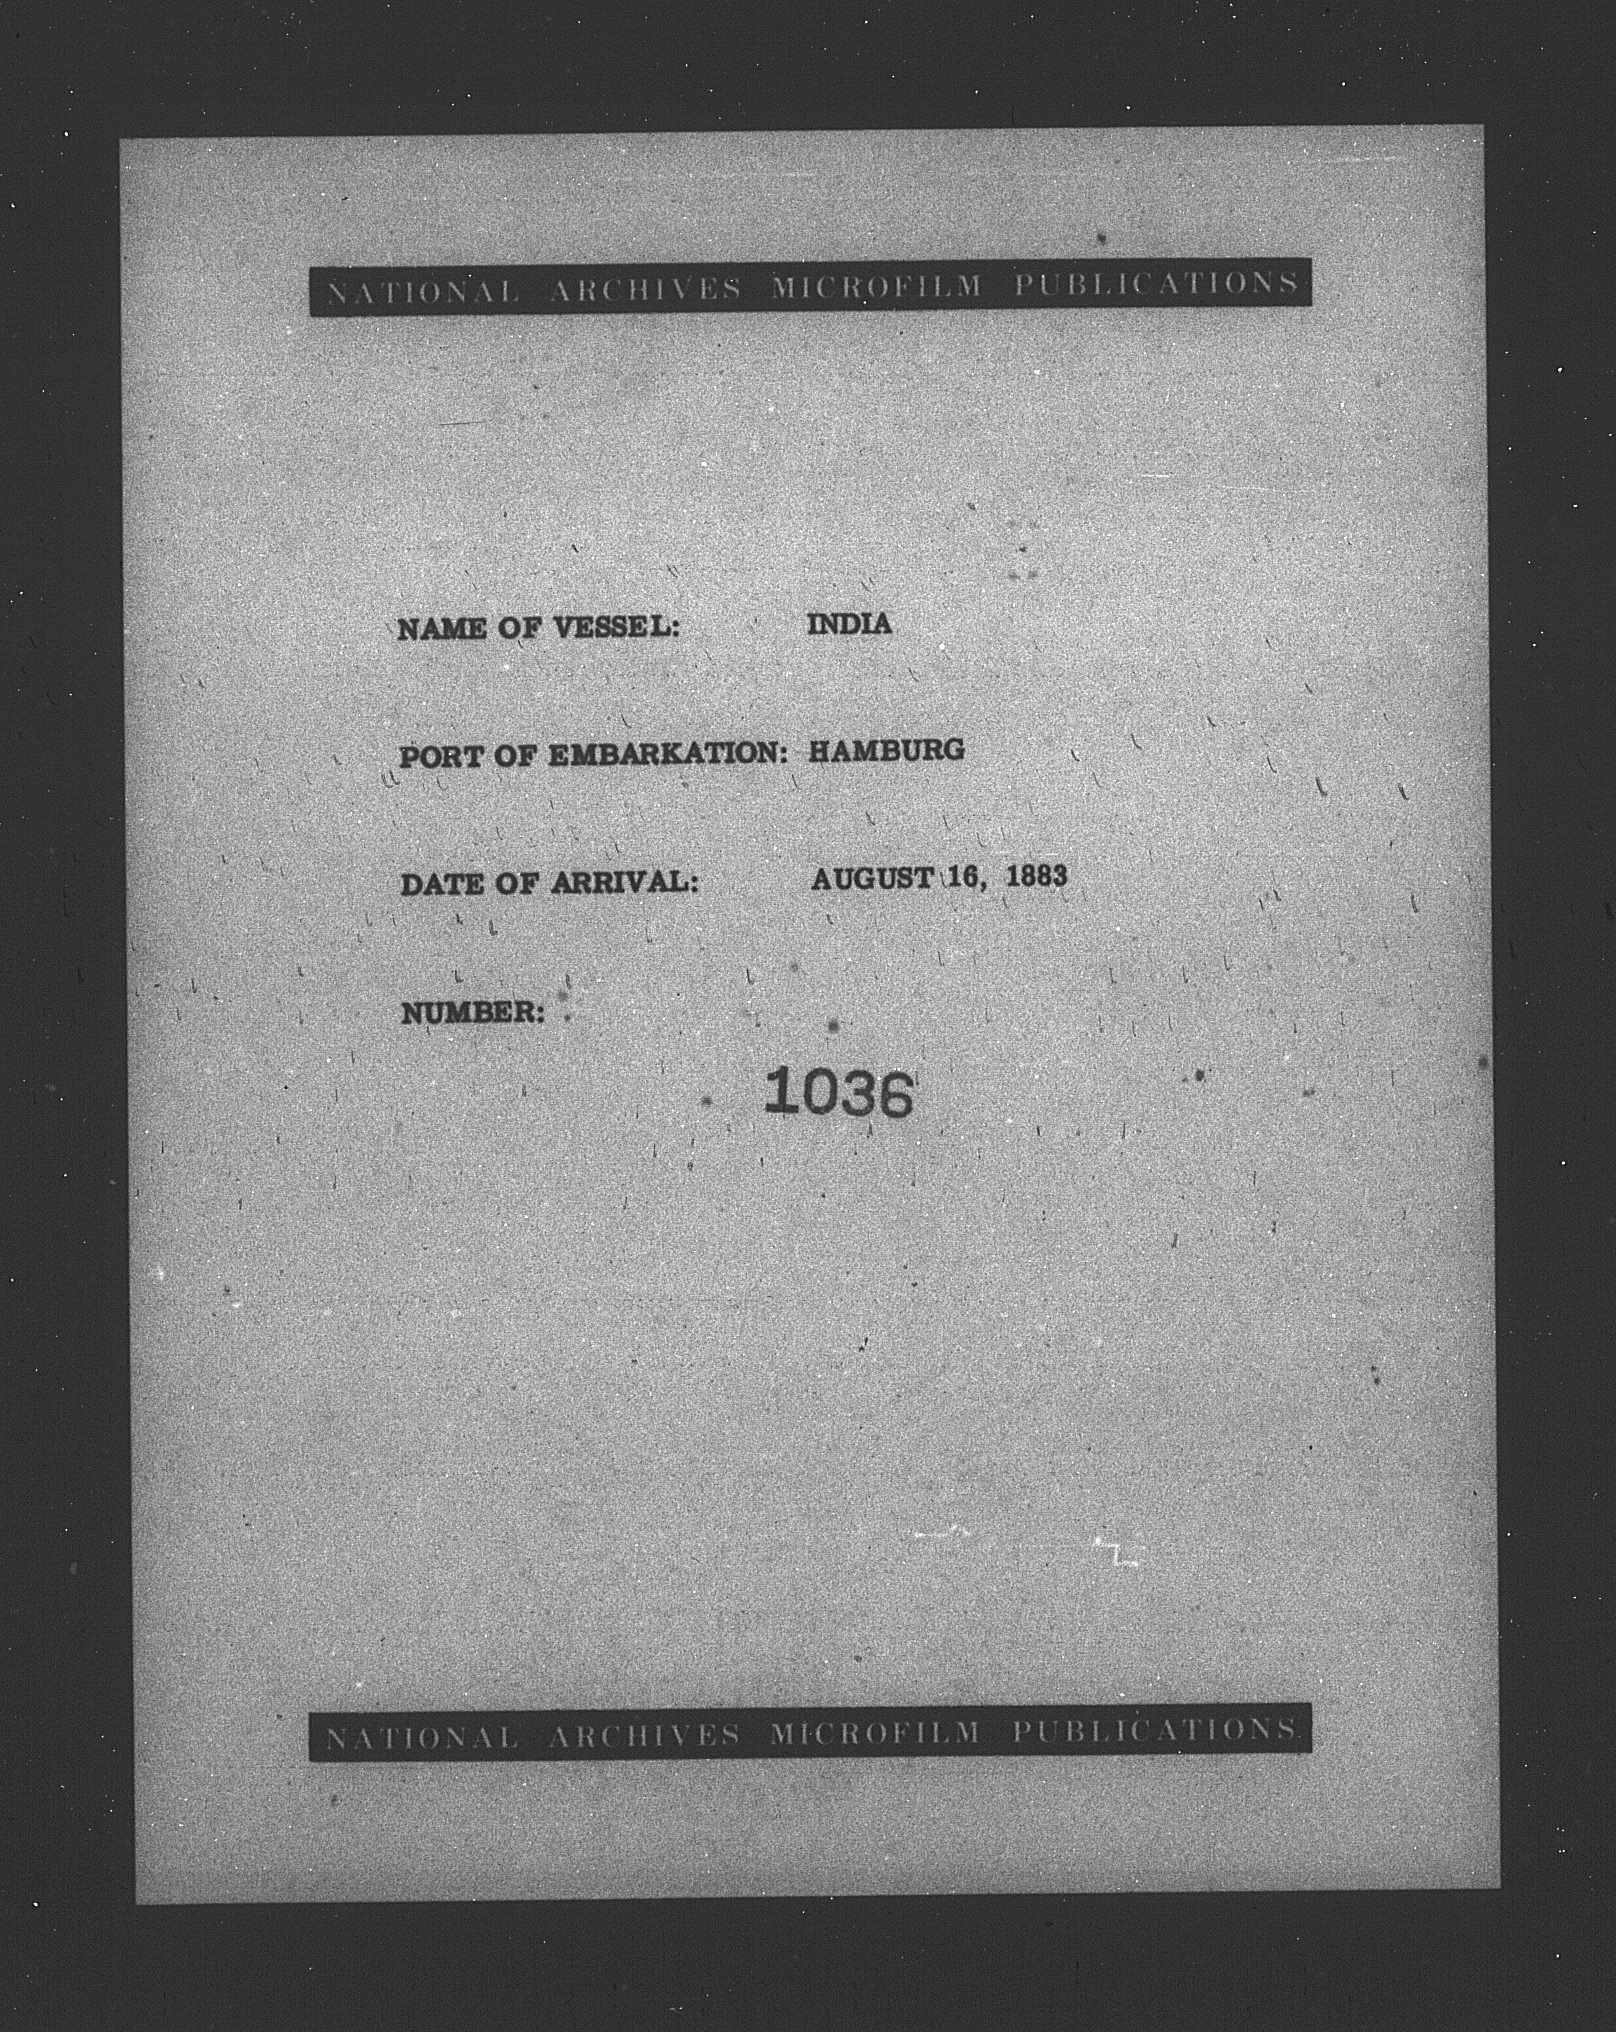 NATIONAL ARCHIVES MICROFILM PUBLICATIONS
NAME OF VESSEL: INDIA
PORT OF EMBARKATION: HAMBURG
DATE OF ARRIVAL: AUGUST 16, 1883
NUMBER:
1036
NATIONAL ARCHIVES MICROFILM PUBLICATIONS